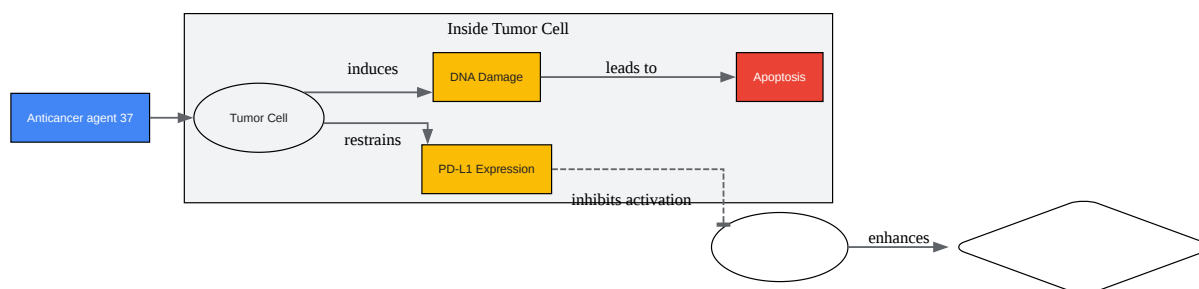 Inside Tumor Cell
induces
DNA Damage
leads to
Apoptosis
Anticancer agent 37
Tumor Cell
restrains
PD-L1 Expression
inhibits activation
enhances